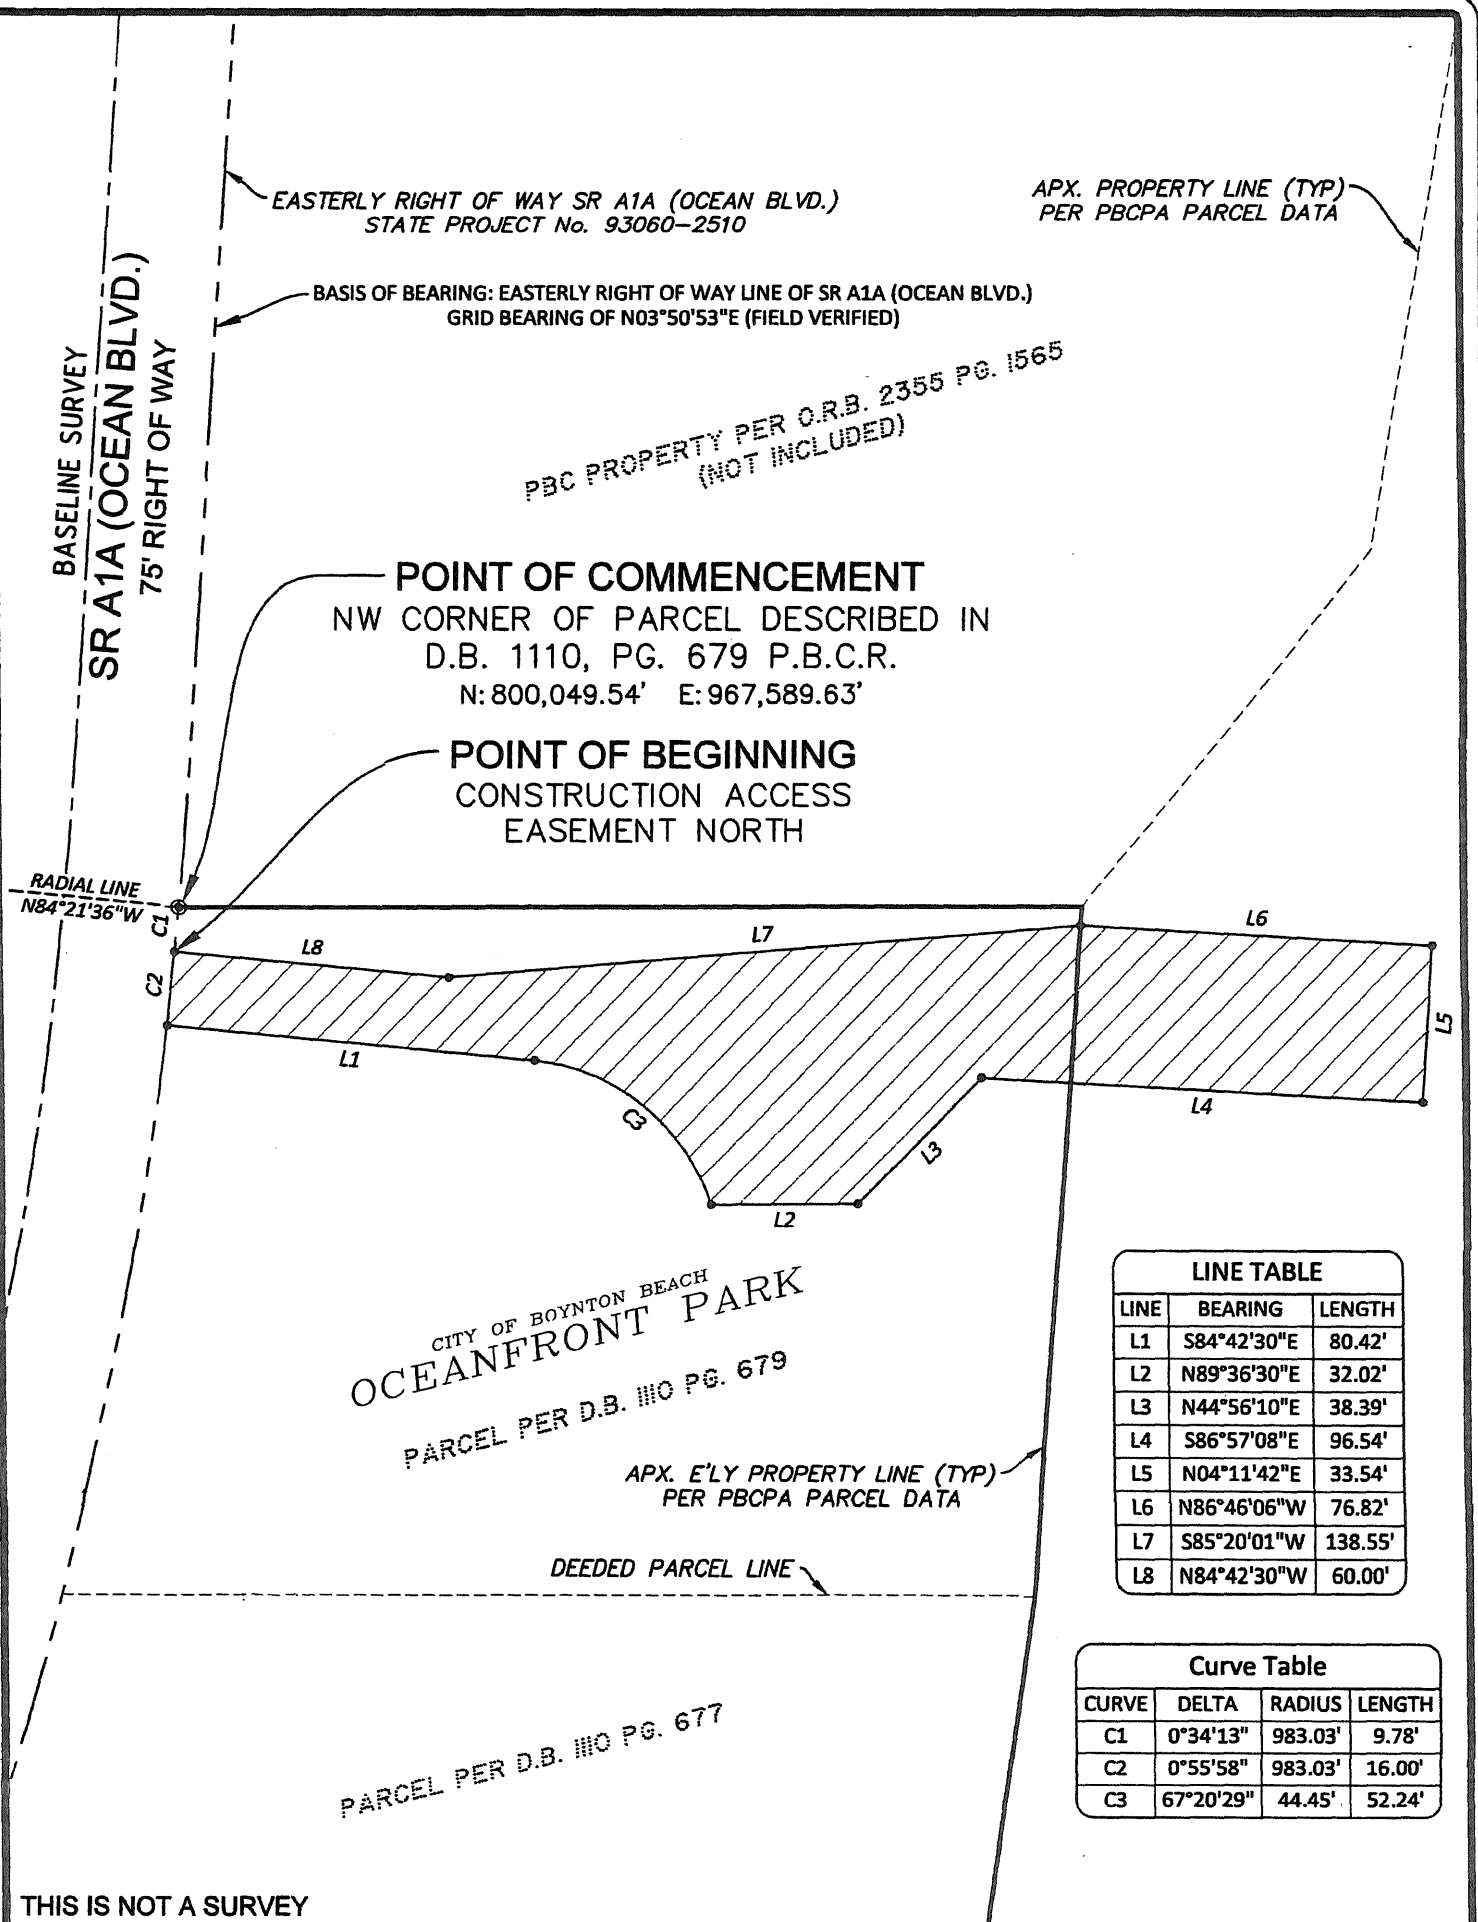 EASTERLY RIGHT OF WAY SR A1A (OCEAN BLVD.)
STATE PROJECT No. 93060-2510
APX. PROPERTY LINE (TYP)
PER PBCPA PARCEL DATA
BASIS OF BEARING: EASTERLY RIGHT OF WAY LINE OF SR A1A (OCEAN BLVD.)
GRID BEARING OF N03°50'53"E (FIELD VERIFIED)
BASELINE SURVEY
SR A1A (OCEAN BLVD.)
75' RIGHT OF WAY
PBC PROPERTY PER O.R.B. 2355 PG. 1565
(NOT INCLUDED)
POINT OF COMMENCEMENT
NW CORNER OF PARCEL DESCRIBED IN
D.B. 1110, PG. 679 P.B.C.R.
N: 800,049.54' E: 967,589.63'
POINT OF BEGINNING
CONSTRUCTION ACCESS
EASEMENT NORTH
RADIAL LINE
N84°21'36"W
C1
L8
L7
L6
C2
L5
L1
C3
L4
L3
L2
CITY OF BOYNTON BEACH
OCEANFRONT PARK
PARCEL PER D.B. 1110 PG. 679
APX. E'LY PROPERTY LINE (TYP)
PER PBCPA PARCEL DATA
DEEDED PARCEL LINE
PARCEL PER D.B. 1110 PG. 677
LINE TABLE
LINE BEARING LENGTH
L1 S84°42'30"E 80.42'
L2 N89°36'30"E 32.02'
L3 N44°56'10"E 38.39'
L4 S86°57'08"E 96.54'
L5 N04°11'42"E 33.54'
L6 N86°46'06"W 76.82'
L7 S85°20'01"W 138.55'
L8 N84°42'30"W 60.00'
Curve Table
CURVE DELTA RADIUS LENGTH
C1 0°34'13" 983.03' 9.78'
C2 0°55'58" 983.03' 16.00'
C3 67°20'29" 44.45' 52.24'
THIS IS NOT A SURVEY